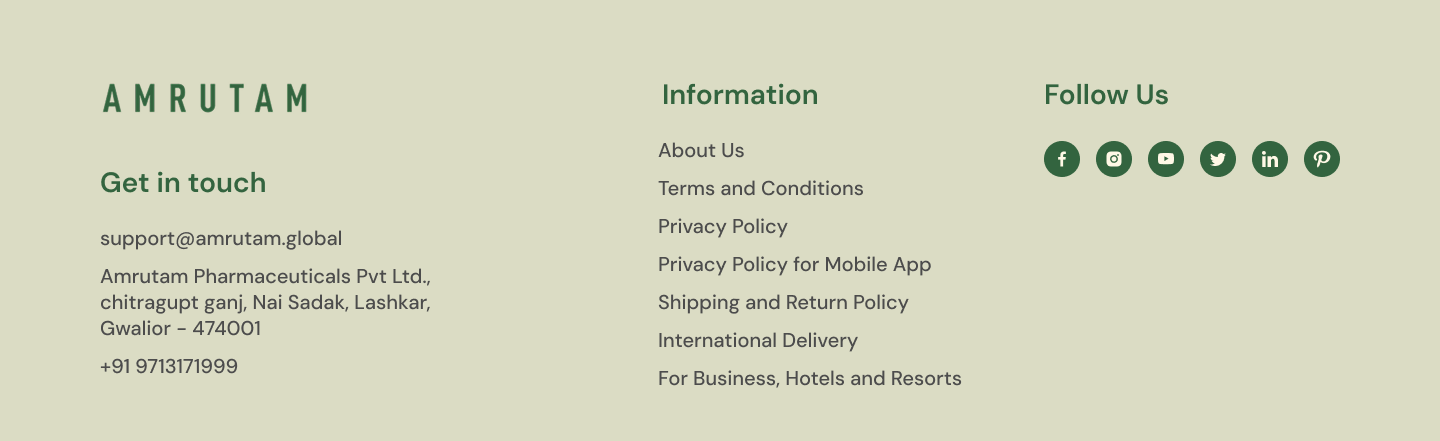 AMRUTAM
Get in touch
support@amrutam.global
Amrutam Pharmaceuticals Pvt Ltd.,
chitragupt ganj, Nai Sadak, Lashkar,
Gwalior - 474001
+91 9713171999
Information
About Us
Terms and Conditions
Privacy Policy
Privacy Policy for Mobile App
Shipping and Return Policy
International Delivery
For Business, Hotels and Resorts
Follow Us